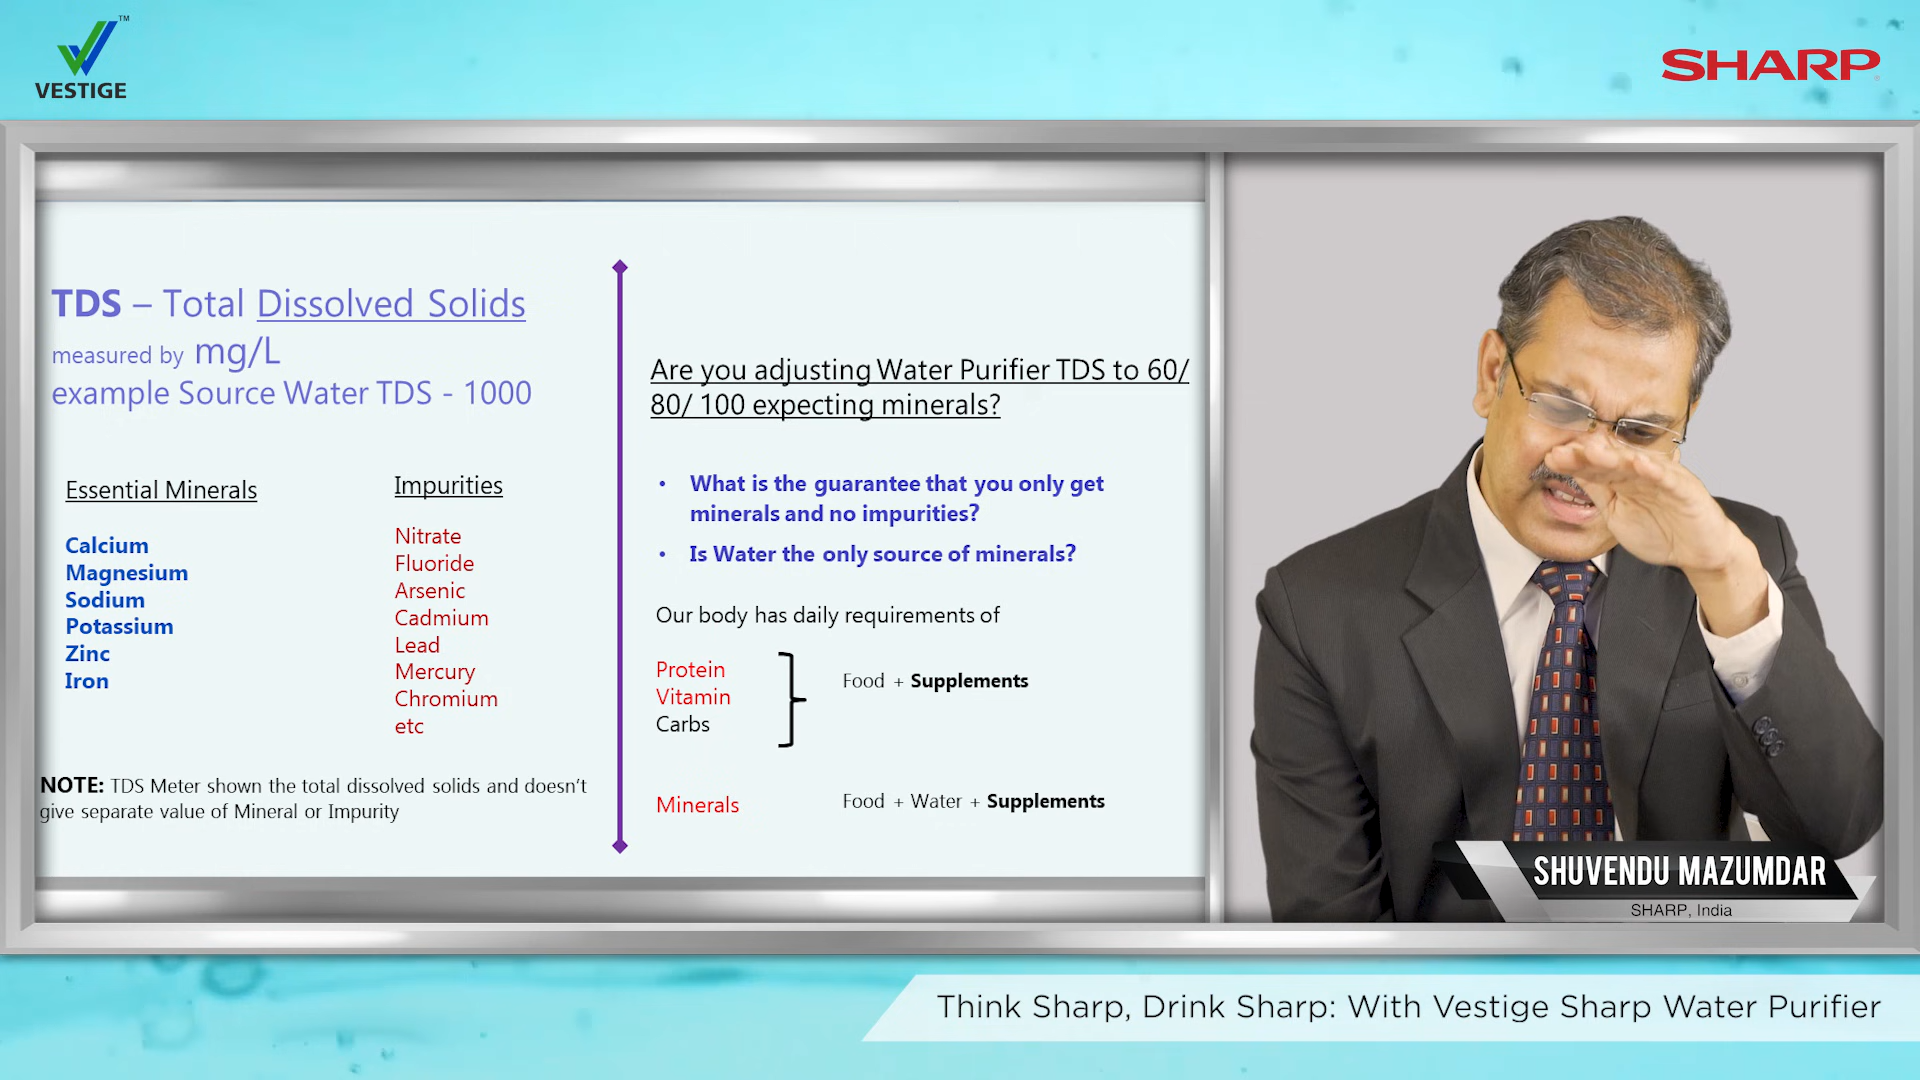 VESTIGE
TM
SHARP
TDS – Total Dissolved Solids
measured by mg/L
example Source Water TDS - 1000
Essential Minerals
Calcium
Magnesium
Sodium
Potassium
Zinc
Iron
Impurities
Nitrate
Fluoride
Arsenic
Cadmium
Lead
Mercury
Chromium
etc
NOTE: TDS Meter shown the total dissolved solids and doesn't
give separate value of Mineral or Impurity
Are you adjusting Water Purifier TDS to 60/
80/ 100 expecting minerals?
• What is the guarantee that you only get
minerals and no impurities?
• Is Water the only source of minerals?
Our body has daily requirements of
Protein
Vitamin
Carbs
Food + Supplements
Minerals
Food + Water + Supplements
SHUVENDU MAZUMDAR
SHARP, India
Think Sharp, Drink Sharp: With Vestige Sharp Water Purifier